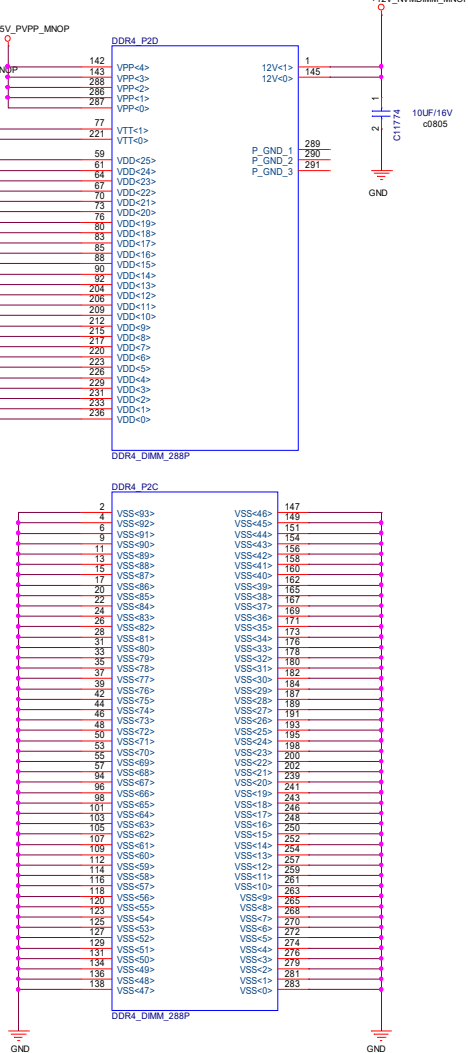 +12V_NVMDIMM_MNOP
5V_PVPP_MNOP
DDR4_P2D
142 VPP<4> 12V<1> 1
143 VPP<3> 12V<0> 145
288 VPP<2>
286 VPP<1>
287 VPP<0>
NOP
1
2
C11774
10UF/16V
c0805
GND
77 VTT<1>
221 VTT<0>
P_GND_1 289
P_GND_2 290
P_GND_3 291
59 VDD<25>
61 VDD<24>
64 VDD<23>
67 VDD<22>
70 VDD<21>
73 VDD<20>
76 VDD<19>
80 VDD<18>
83 VDD<17>
85 VDD<16>
88 VDD<15>
90 VDD<14>
92 VDD<13>
204 VDD<12>
206 VDD<11>
209 VDD<10>
212 VDD<9>
215 VDD<8>
217 VDD<7>
220 VDD<6>
223 VDD<5>
226 VDD<4>
229 VDD<3>
231 VDD<2>
233 VDD<1>
236 VDD<0>
DDR4_DIMM_288P
DDR4_P2C
2 VSS<93> VSS<46> 147
4 VSS<92> VSS<45> 149
6 VSS<91> VSS<44> 151
9 VSS<90> VSS<43> 154
11 VSS<89> VSS<42> 156
13 VSS<88> VSS<41> 158
15 VSS<87> VSS<40> 160
17 VSS<86> VSS<39> 162
20 VSS<85> VSS<38> 165
22 VSS<84> VSS<37> 167
24 VSS<83> VSS<36> 169
26 VSS<82> VSS<35> 171
28 VSS<81> VSS<34> 173
31 VSS<80> VSS<33> 176
33 VSS<79> VSS<32> 178
35 VSS<78> VSS<31> 180
37 VSS<77> VSS<30> 182
39 VSS<76> VSS<29> 184
42 VSS<75> VSS<28> 187
44 VSS<74> VSS<27> 189
46 VSS<73> VSS<26> 191
48 VSS<72> VSS<25> 193
50 VSS<71> VSS<24> 195
53 VSS<70> VSS<23> 198
55 VSS<69> VSS<22> 200
57 VSS<68> VSS<21> 202
94 VSS<67> VSS<20> 239
96 VSS<66> VSS<19> 241
98 VSS<65> VSS<18> 243
101 VSS<64> VSS<17> 246
103 VSS<63> VSS<16> 248
105 VSS<62> VSS<15> 250
107 VSS<61> VSS<14> 252
109 VSS<60> VSS<13> 254
112 VSS<59> VSS<12> 257
114 VSS<58> VSS<11> 259
116 VSS<57> VSS<10> 261
118 VSS<56> VSS<9> 263
120 VSS<55> VSS<8> 265
123 VSS<54> VSS<7> 268
125 VSS<53> VSS<6> 270
127 VSS<52> VSS<5> 272
129 VSS<51> VSS<4> 274
131 VSS<50> VSS<3> 276
134 VSS<49> VSS<2> 279
136 VSS<48> VSS<1> 281
138 VSS<47> VSS<0> 283
DDR4_DIMM_288P
GND
GND